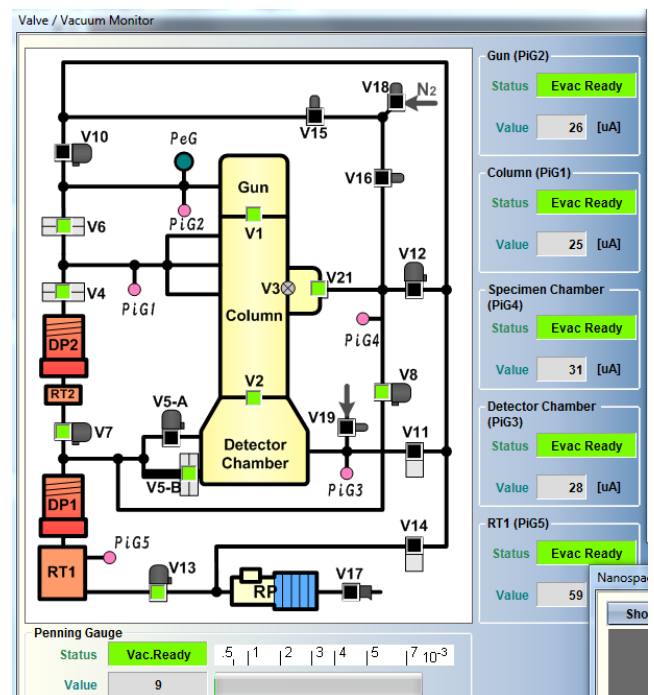 Valve / Vacuum Monitor
Gun (PiG2)
Status Evac Ready
Value 26 [uA]
Column (PiG1)
Status Evac Ready
Value 25 [uA]
Specimen Chamber
(PiG4)
Status Evac Ready
Value 31 [uA]
Detector Chamber
(PiG3)
Status Evac Ready
Value 28 [uA]
RT1 (PiG5)
Status Evac Ready
Value 59
V18 N2
V15
V10
PeG
V16
Gun
PiG2
V6
V1
V12
V21
V4
V3
PiG1
Column
PiG4
DP2
V2
V8
RT2
V5-A
V7
V19
V11
Detector
Chamber
V5-B
PiG3
DP1
V14
PiG5
RT1
V13
V17
RP
Penning Gauge
Status Vac.Ready .5 1 2 3 4 5 7 10-3
Value 9
Nanospac
Sho